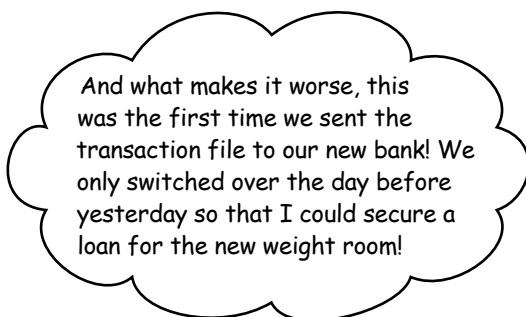 And what makes it worse, this
was the first time we sent the
transaction file to our new bank! We
only switched over the day before
yesterday so that I could secure a
loan for the new weight room!